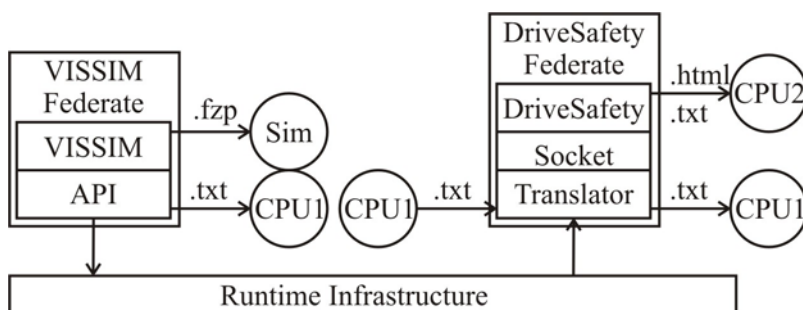 VISSIM
Federate
VISSIM
API
.fzp
Sim
.txt
CPU1
CPU1
.txt
DriveSafety
Federate
DriveSafety
Socket
Translator
.html
.txt
CPU2
.txt
CPU1
Runtime Infrastructure